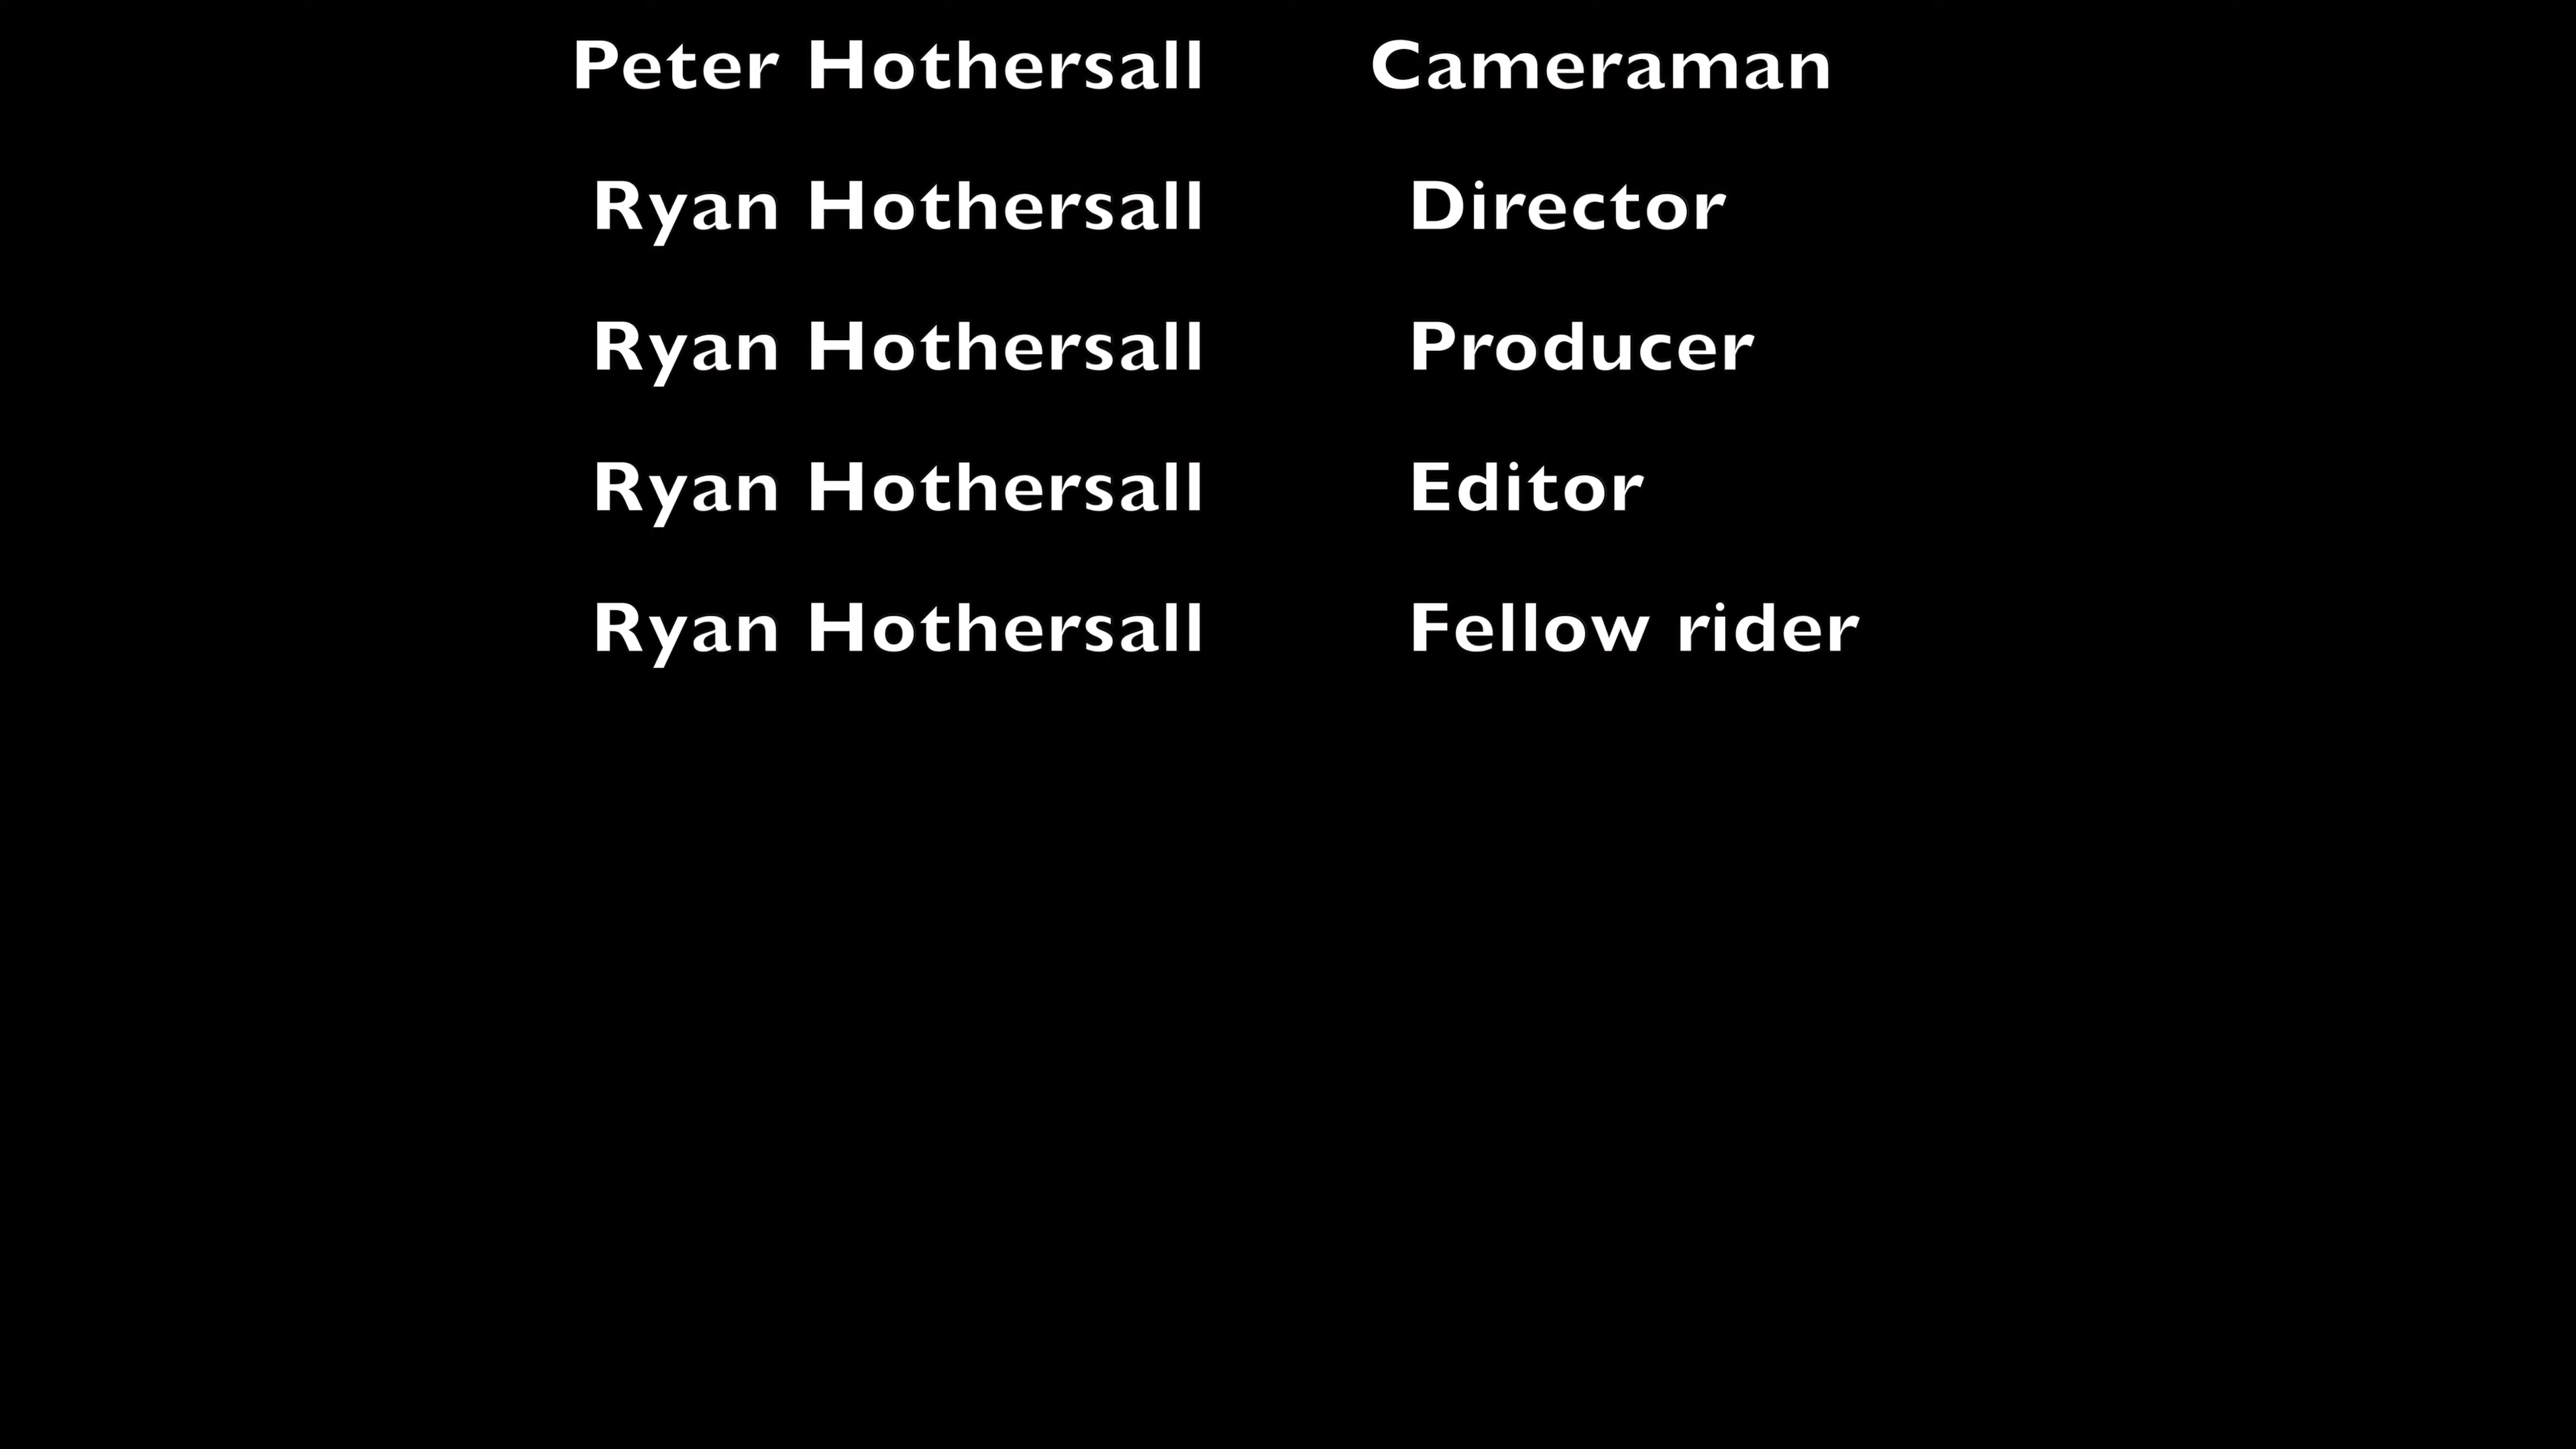 Peter Hothersall Cameraman
Ryan Hothersall Director
Ryan Hothersall Producer
Ryan Hothersall Editor
Ryan Hothersall Fellow rider